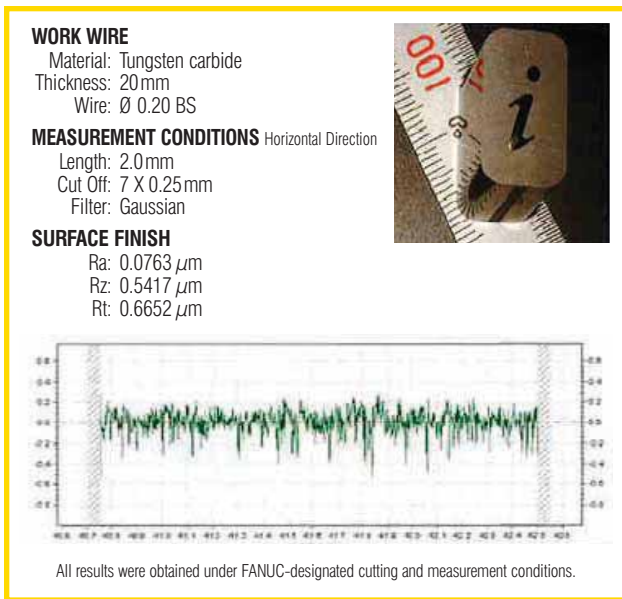 WORK WIRE
Material: Tungsten carbide
Thickness: 20mm
Wire: Ø 0.20 BS
MEASUREMENT CONDITIONS Horizontal Direction
Length: 2.0mm
Cut Off: 7 X 0.25mm
Filter: Gaussian
SURFACE FINISH
Ra: 0.0763 µm
Rz: 0.5417 µm
Rt: 0.6652 µm
100
i
All results were obtained under FANUC-designated cutting and measurement conditions.